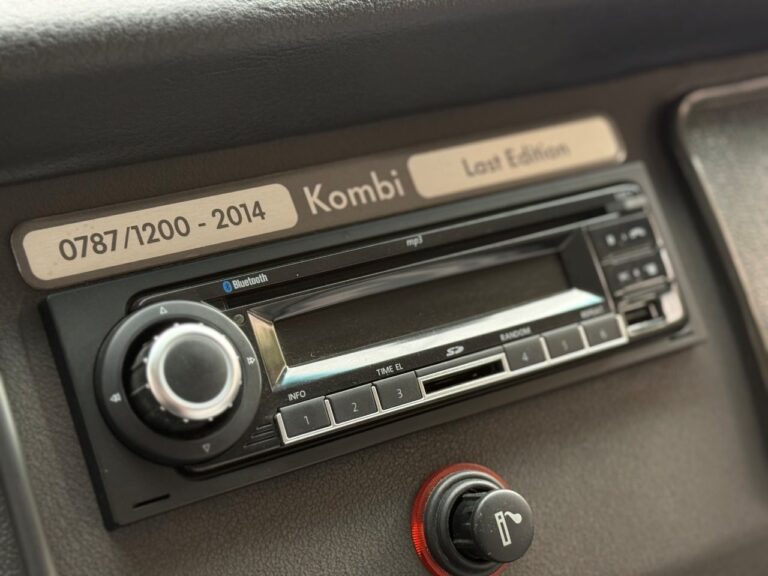 0787/1200 - 2014 Kombi Last Edition
Bluetooth mp3
INFO TIME EL SD RANDOM REPEAT
1 2 3 4 5 6